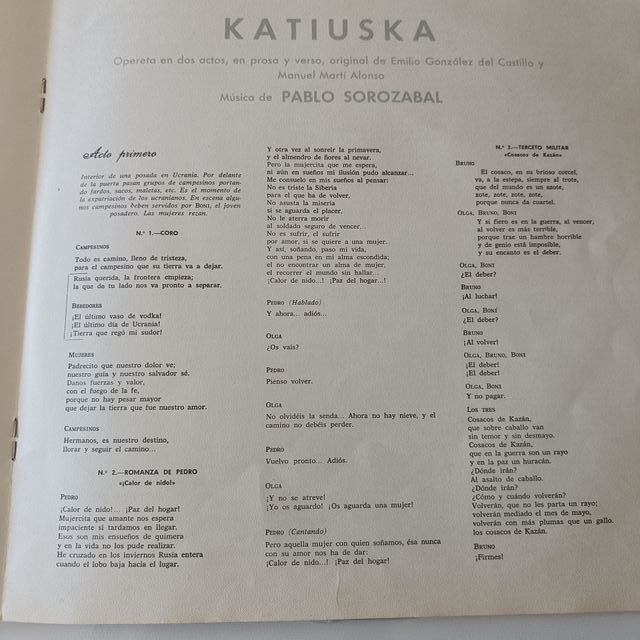 KATIUSKA
Opereta en dos actos, en prosa y verso, original de Emilio González del Castillo y
Manuel Martí Alonso
Música de PABLO SOROZABAL
Acto primero
Interior de una posada en Ucrania. Por delante
de la puerta pasan grupos de campesinos portan-
do fardos, sacos, maletas, etc. Es el momento de
la expatriación de los ucranianos. En escena algu-
nos campesinos beben servidos por BONI, el joven
posadero. Las mujeres rezan.
N.º 1.—CORO
CAMPESINOS
Todo es camino, lleno de tristeza,
para el campesino que su tierra va a dejar.
Rusia querida, la frontera empieza;
la que da tu lado nos va pronto a separar.
BEBEDORES
¡El último vaso de vodka!
¡El último día de Ucrania!
¡Tierra que regó mi sudor!
MUJERES
Padrecito que nuestro dolor ve;
nuestro guía y nuestro salvador sé.
Danos fuerzas y valor,
con el fuego de la fe,
porque no hay pesar mayor
que dejar la tierra que fue nuestro amor.
CAMPESINOS
Hermanos, es nuestro destino,
llorar y seguir el camino...
N.º 2.—ROMANZA DE PEDRO
«¡Calor de nido!»
PEDRO
¡Calor de nido!... ¡Paz del hogar!
Mujercita que amante nos espera
impaciente si tardamos en llegar.
Esos son mis ensueños de quimera
y en la vida no los pude realizar.
He cruzado en los inviernos Rusia entera
cuando el lobo baja hacia el lugar.
Y otra vez al sonreir la primavera,
y el almendro de flores al nevar.
Pero la mujercita que me espera,
ni aún en sueños mi ilusión pudo alcanzar...
Me consuelo en mis sueños al pensar:
No es triste la Siberia
para el que ha de volver,
No asusta la miseria
si se aguarda el placer,
No le aterra morir
al soldado seguro de vencer...
No es sufrir, el sufrir
por amor, si se quiere a una mujer.
Y así, soñando, paso mi vida,
con una pena en mi alma escondida;
el no encontrar un alma de mujer,
el recorrer el mundo sin hallar...
¡Calor de nido...! ¡Paz del hogar...!
PEDRO (Hablado)
Y ahora... adiós...
OLGA
¿Os vais?
PEDRO
Pienso volver.
OLGA
No olvidéis la senda... Ahora no hay nieve, y el
camino no debéis perder.
PEDRO
Vuelvo pronto... Adiós.
OLGA
¡Y no se atreve!
¡Yo os aguardo! ¡Os aguarda una mujer!
PEDRO (Cantando)
Pero aquella mujer con quien soñamos, ésa nunca
con su amor nos ha de dar:
¡Calor de nido...! ¡Paz del hogar!
N.º 3.—TERCETO MILITAR
«Cosacos de Kazán»
BRUNO
El cosaco, en su brioso corcel,
va, a la estepa, siempre al trote,
que del mundo es un azote,
zote, zote, zote, zote,
porque nunca da cuartel.
OLGA, BRUNO, BONI
Y si fiero es en la guerra, al vencer,
al volver es más terrible,
porque trae un hambre horrible
y de genio está imposible,
y su encanto es el deber.
OLGA, BONI
¿El deber?
BRUNO
¡Al luchar!
OLGA, BONI
¿El deber?
BRUNO
¡Al volver!
OLGA, BRUNO, BONI
¡El deber!
¡El deber!
OLGA, BONI
Y no pagar.
LOS TRES
Cosacos de Kazán,
que sobre caballo van
sin temor y sin desmayo.
Cosacos de Kazán,
que en la guerra son un rayo
y en la paz un huracán.
¿Dónde irán?
Al asalto de caballo.
¿Dónde irán?
¿Cómo y cuándo volverán?
Volverán, que no les parta un rayo;
volverán mediado el mes de mayo,
volverán con más plumas que un gallo.
los cosacos de Kazán.
BRUNO
¡Firmes!